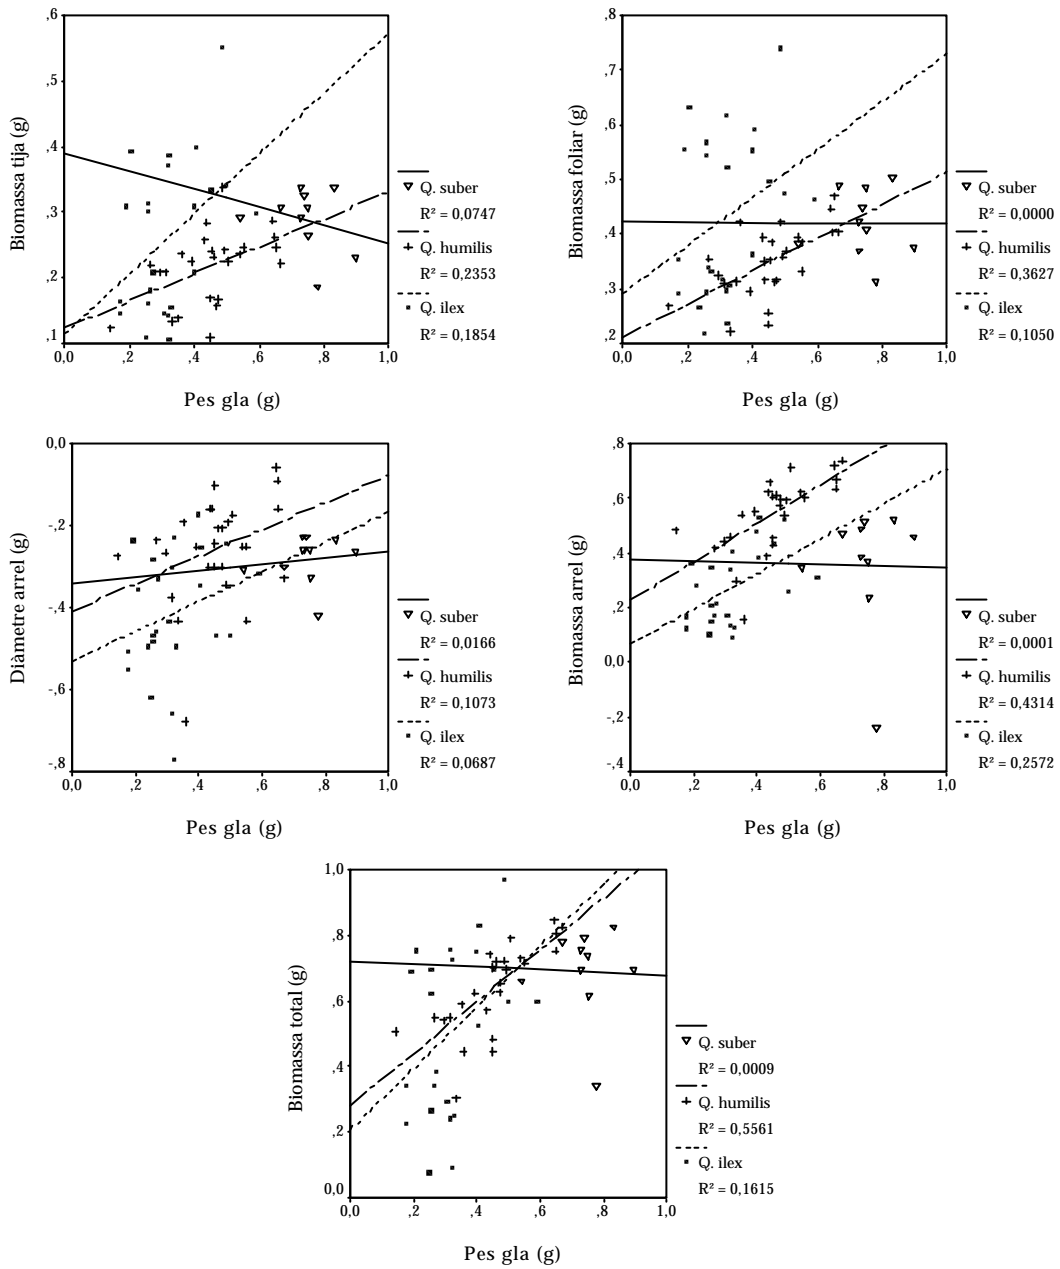 ,6
,5
,4
,3
,2
,1
0,0 ,2 ,4 ,6 ,8 1,0
Biomassa tija (g)
Pes gla (g)
Q. suber
R² = 0,0747
Q. humilis
R² = 0,2353
Q. ilex
R² = 0,1854
,8
,7
,6
,5
,4
,3
,2
0,0 ,2 ,4 ,6 ,8 1,0
Biomassa foliar (g)
Pes gla (g)
Q. suber
R² = 0,0000
Q. humilis
R² = 0,3627
Q. ilex
R² = 0,1050
0,0
-,2
-,4
-,6
-,8
0,0 ,2 ,4 ,6 ,8 1,0
Diàmetre arrel (g)
Pes gla (g)
Q. suber
R² = 0,0166
Q. humilis
R² = 0,1073
Q. ilex
R² = 0,0687
,8
,6
,4
,2
0,0
-,2
-,4
0,0 ,2 ,4 ,6 ,8 1,0
Biomassa arrel (g)
Pes gla (g)
Q. suber
R² = 0,0001
Q. humilis
R² = 0,4314
Q. ilex
R² = 0,2572
1,0
,8
,6
,4
,2
0,0
0,0 ,2 ,4 ,6 ,8 1,0
Biomassa total (g)
Pes gla (g)
Q. suber
R² = 0,0009
Q. humilis
R² = 0,5561
Q. ilex
R² = 0,1615